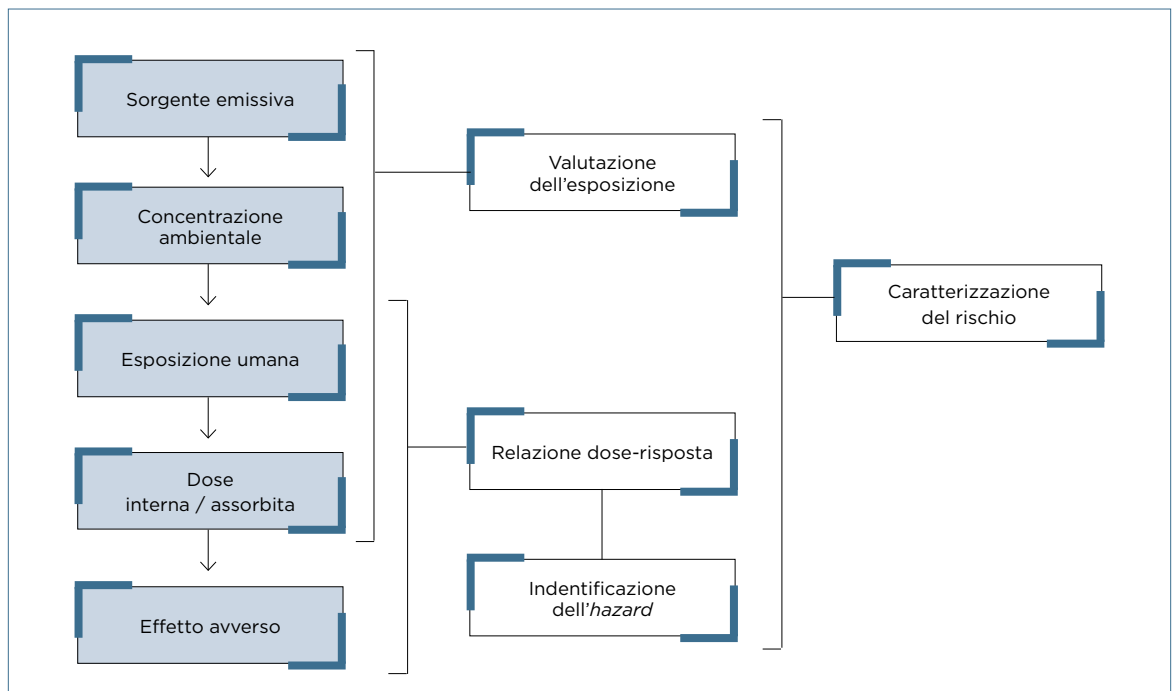 Sorgente emissiva
Concentrazione
ambientale
Esposizione umana
Dose
interna / assorbita
Effetto avverso
Valutazione
dell'esposizione
Relazione dose-risposta
Indentificazione
dell'hazard
Caratterizzazione
del rischio